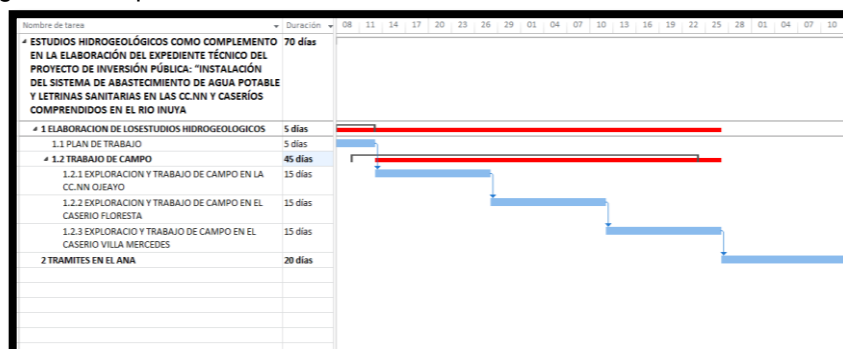 Nombre de tarea Duración 08 11 14 17 20 23 26 29 01 04 07 10 13 16 19 22 25 28 01 04 07 10
ESTUDIOS HIDROGEOLÓGICOS COMO COMPLEMENTO 70 días
EN LA ELABORACIÓN DEL EXPEDIENTE TÉCNICO DEL
PROYECTO DE INVERSIÓN PÚBLICA: "INSTALACIÓN
DEL SISTEMA DE ABASTECIMIENTO DE AGUA POTABLE
Y LETRINAS SANITARIAS EN LAS CC.NN Y CASERÍOS
COMPRENDIDOS EN EL RIO INUYA
1 ELABORACION DE LOSESTUDIOS HIDROGEOLOGICOS 5 días
1.1 PLAN DE TRABAJO 5 días
1.2 TRABAJO DE CAMPO 45 días
1.2.1 EXPLORACION Y TRABAJO DE CAMPO EN LA 15 días
CC.NN OJEAYO
1.2.2 EXPLORACION Y TRABAJO DE CAMPO EN EL 15 días
CASERIO FLORESTA
1.2.3 EXPLORACIO Y TRABAJO DE CAMPO EN EL 15 días
CASERIO VILLA MERCEDES
2 TRAMITES EN EL ANA 20 días